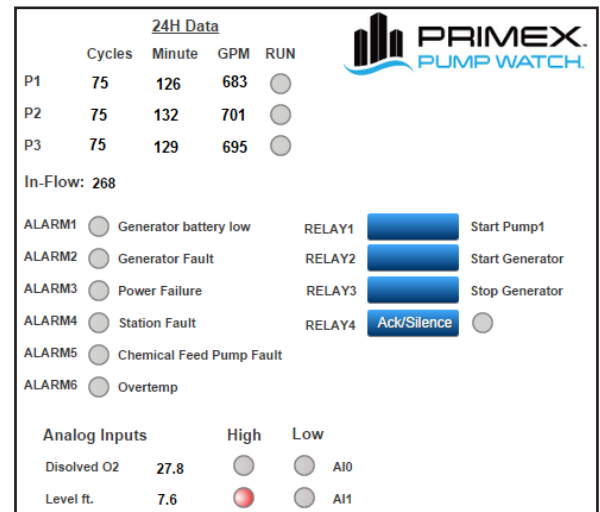 24H Data
Cycles Minute GPM RUN
P1 75 126 683
P2 75 132 701
P3 75 129 695
In-Flow: 268
PRIMEX.
PUMP WATCH.
ALARM1 Generator battery low
ALARM2 Generator Fault
ALARM3 Power Failure
ALARM4 Station Fault
ALARM5 Chemical Feed Pump Fault
ALARM6 Overtemp
RELAY1 Start Pump1
RELAY2 Start Generator
RELAY3 Stop Generator
RELAY4 Ack/Silence
Analog Inputs High Low
Disolved O2 27.8 AI0
Level ft. 7.6 AI1